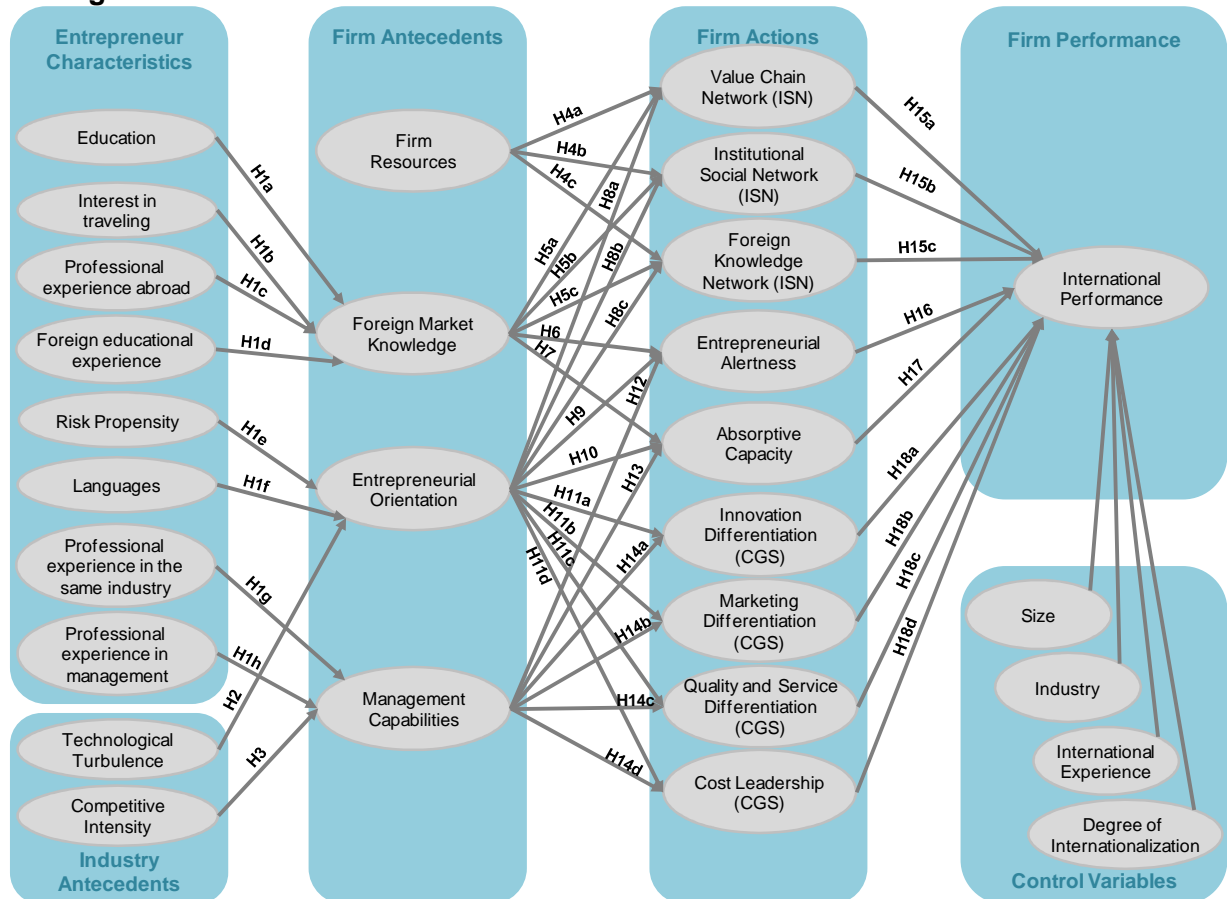 Entrepreneur
Characteristics
Education
Interest in
traveling
Professional
experience abroad
Foreign educational
experience
Risk Propensity
Languages
Professional
experience in the
same industry
Professional
experience in
management
Technological
Turbulence
Competitive
Intensity
Industry
Antecedents
H1a
H1b
H1c
H1d
H1e
H1f
H1g
H1h
H2
H3
Firm Antecedents
Firm
Resources
Foreign Market
Knowledge
Entrepreneurial
Orientation
Management
Capabilities
H4a
H4b
H4c
H5a
H5b
H5c
H6
H7
H8a
H8b
H8c
H9
H10
H11a
H11b
H11c
H11d
H12
H13
H14a
H14b
H14c
H14d
Firm Actions
Value Chain
Network (ISN)
Institutional
Social Network
(ISN)
Foreign
Knowledge
Network (ISN)
Entrepreneurial
Alertness
Absorptive
Capacity
Innovation
Differentiation
(CGS)
Marketing
Differentiation
(CGS)
Quality and Service
Differentiation
(CGS)
Cost Leadership
(CGS)
H15a
H15b
H15c
H16
H17
H18a
H18b
H18c
H18d
Firm Performance
International
Performance
Size
Industry
International
Experience
Degree of
Internationalization
Control Variables